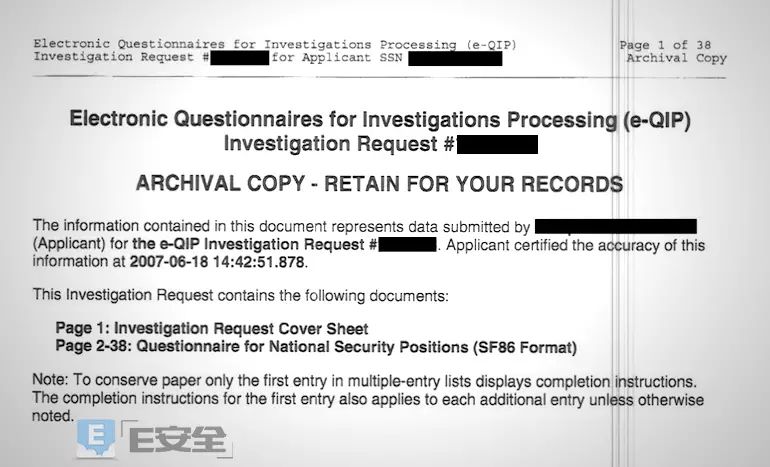 Electronic Questionnaires for Investigations Processing (e-QIP) Page 1 of 38
Investigation Request # for Applicant SSN Archival Copy
Electronic Questionnaires for Investigations Processing (e-QIP)
Investigation Request #
ARCHIVAL COPY - RETAIN FOR YOUR RECORDS
The information contained in this document represents data submitted by
(Applicant) for the e-QIP Investigation Request # . Applicant certified the accuracy of this
information at 2007-06-18 14:42:51.878.
This Investigation Request contains the following documents:
Page 1: Investigation Request Cover Sheet
Page 2-38: Questionnaire for National Security Positions (SF86 Format)
Note: To conserve paper only the first entry in multiple-entry lists displays completion instructions.
The completion instructions for the first entry also applies to each additional entry unless otherwise
noted.
E E安全